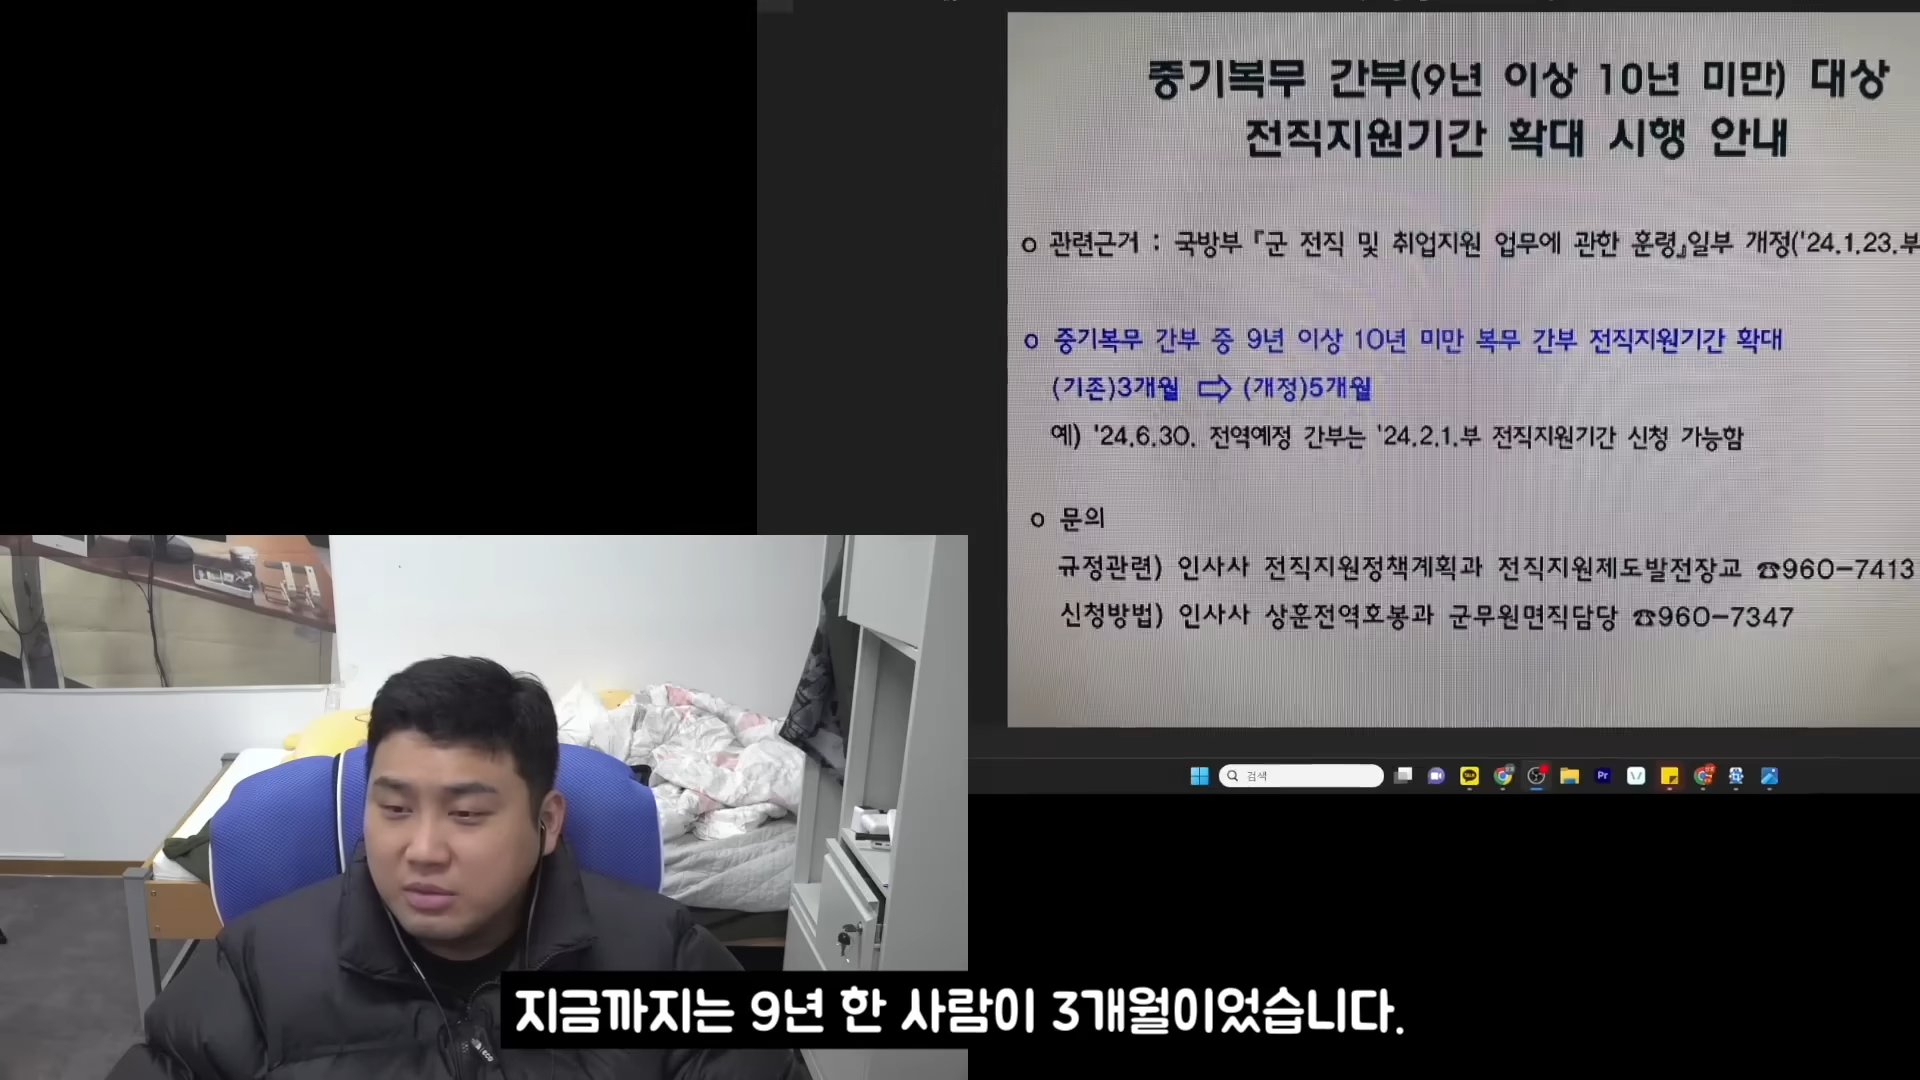 중기복무 간부(9년 이상 10년 미만) 대상
전직지원기간 확대 시행 안내
o 관련근거 : 국방부『군 전직 및 취업지원 업무에 관한 훈령』일부 개정('24.1.23.부
o 중기복무 간부 중 9년 이상 10년 미만 복무 간부 전직지원기간 확대
(기존)3개월 ⇨ (개정)5개월
예) '24.6.30. 전역예정 간부는 '24.2.1.부 전직지원기간 신청 가능함
o 문의
규정관련) 인사사 전직지원정책계획과 전직지원제도발전장교 ☎960-7413
신청방법) 인사사 상훈전역호봉과 군무원면직담당 ☎960-7347
검색
TALK
Pr
eco
지금까지는 9년 한 사람이 3개월이었습니다.